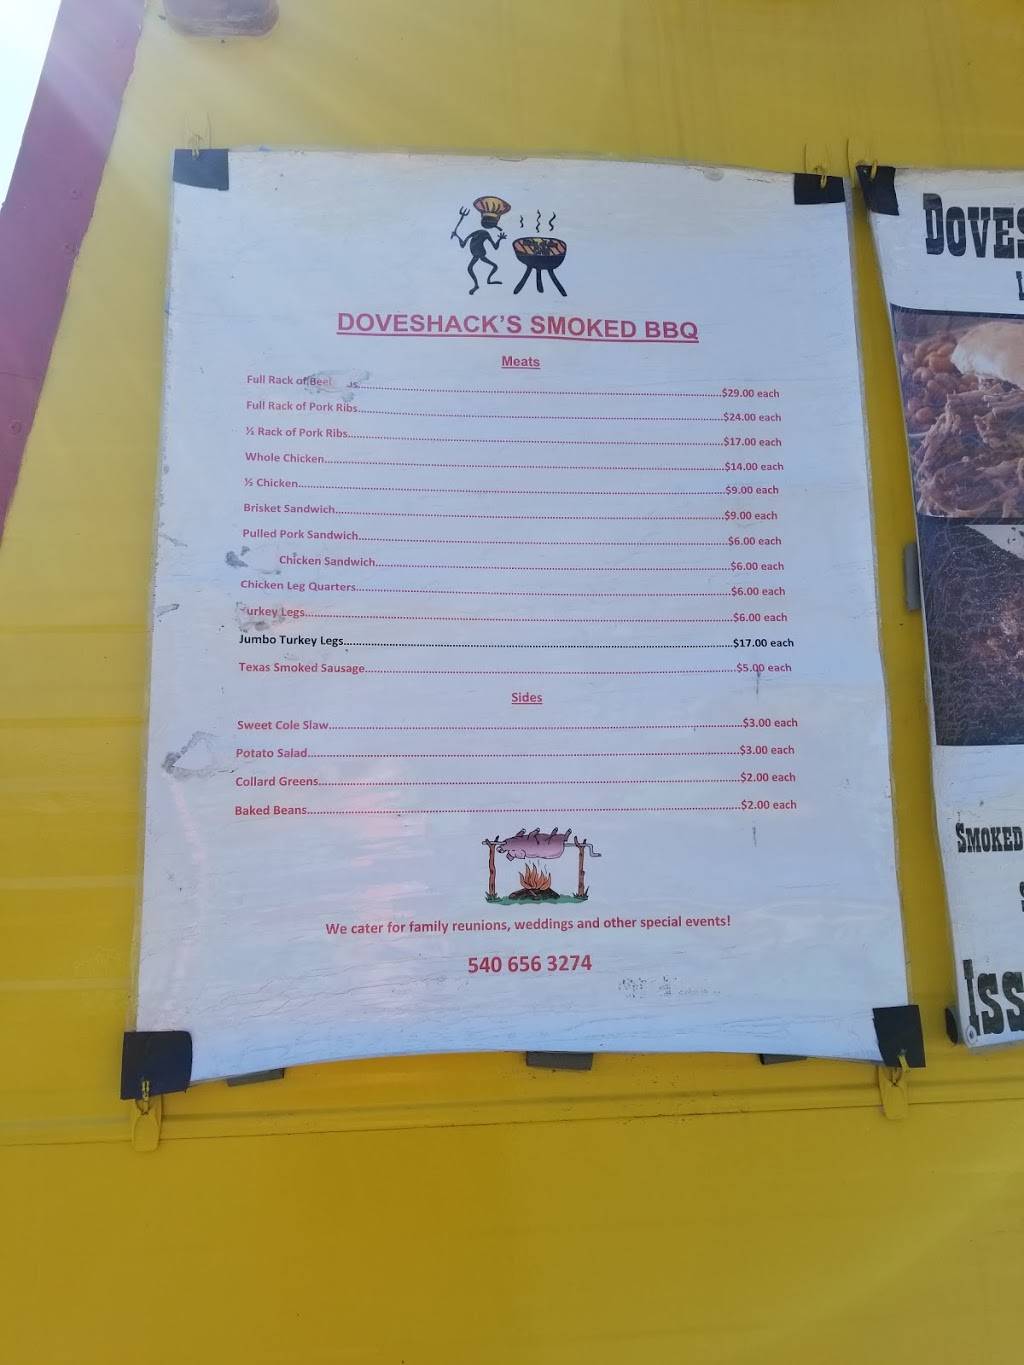 DOVESHACK'S SMOKED BBQ
Meats
Full Rack of $29.00 each
Full Rack of Pork Ribs $24.00 each
½ Rack of Pork Ribs $17.00 each
Whole Chicken $14.00 each
½ Chicken $9.00 each
Brisket Sandwich $9.00 each
Pulled Pork Sandwich $6.00 each
Chicken Sandwich $6.00 each
Chicken Leg Quarters $6.00 each
Turkey Legs $6.00 each
Jumbo Turkey Legs $17.00 each
Texas Smoked Sausage $5.00 each
Sides
Sweet Cole Slaw $3.00 each
Potato Salad $3.00 each
Collard Greens $2.00 each
Baked Beans $2.00 each
We cater for family reunions, weddings and other special events!
540 656 3274
DOVES
SMOKED
ISS